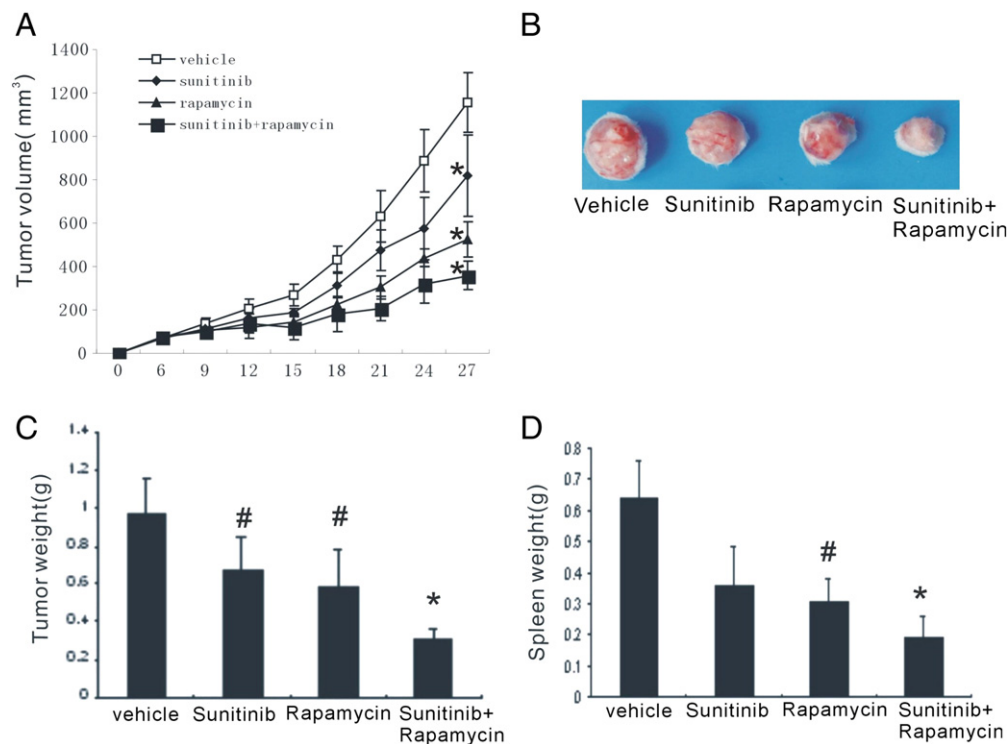 A
Tumor volume( mm³)
1400
1200
1000
800
600
400
200
0
vehicle
sunitinib
rapamycin
sunitinib+rapamycin
*
*
*
0 6 9 12 15 18 21 24 27
B
Vehicle Sunitinib Rapamycin Sunitinib+
Rapamycin
C
Tumor weight(g)
1.4
1.2
1
0.8
0.6
0.4
0.2
0
# # *
vehicle Sunitinib Rapamycin Sunitinib+
Rapamycin
D
Spleen weight(g)
0.8
0.7
0.6
0.5
0.4
0.3
0.2
0.1
0
# *
vehicle Sunitinib Rapamycin Sunitinib+
Rapamycin